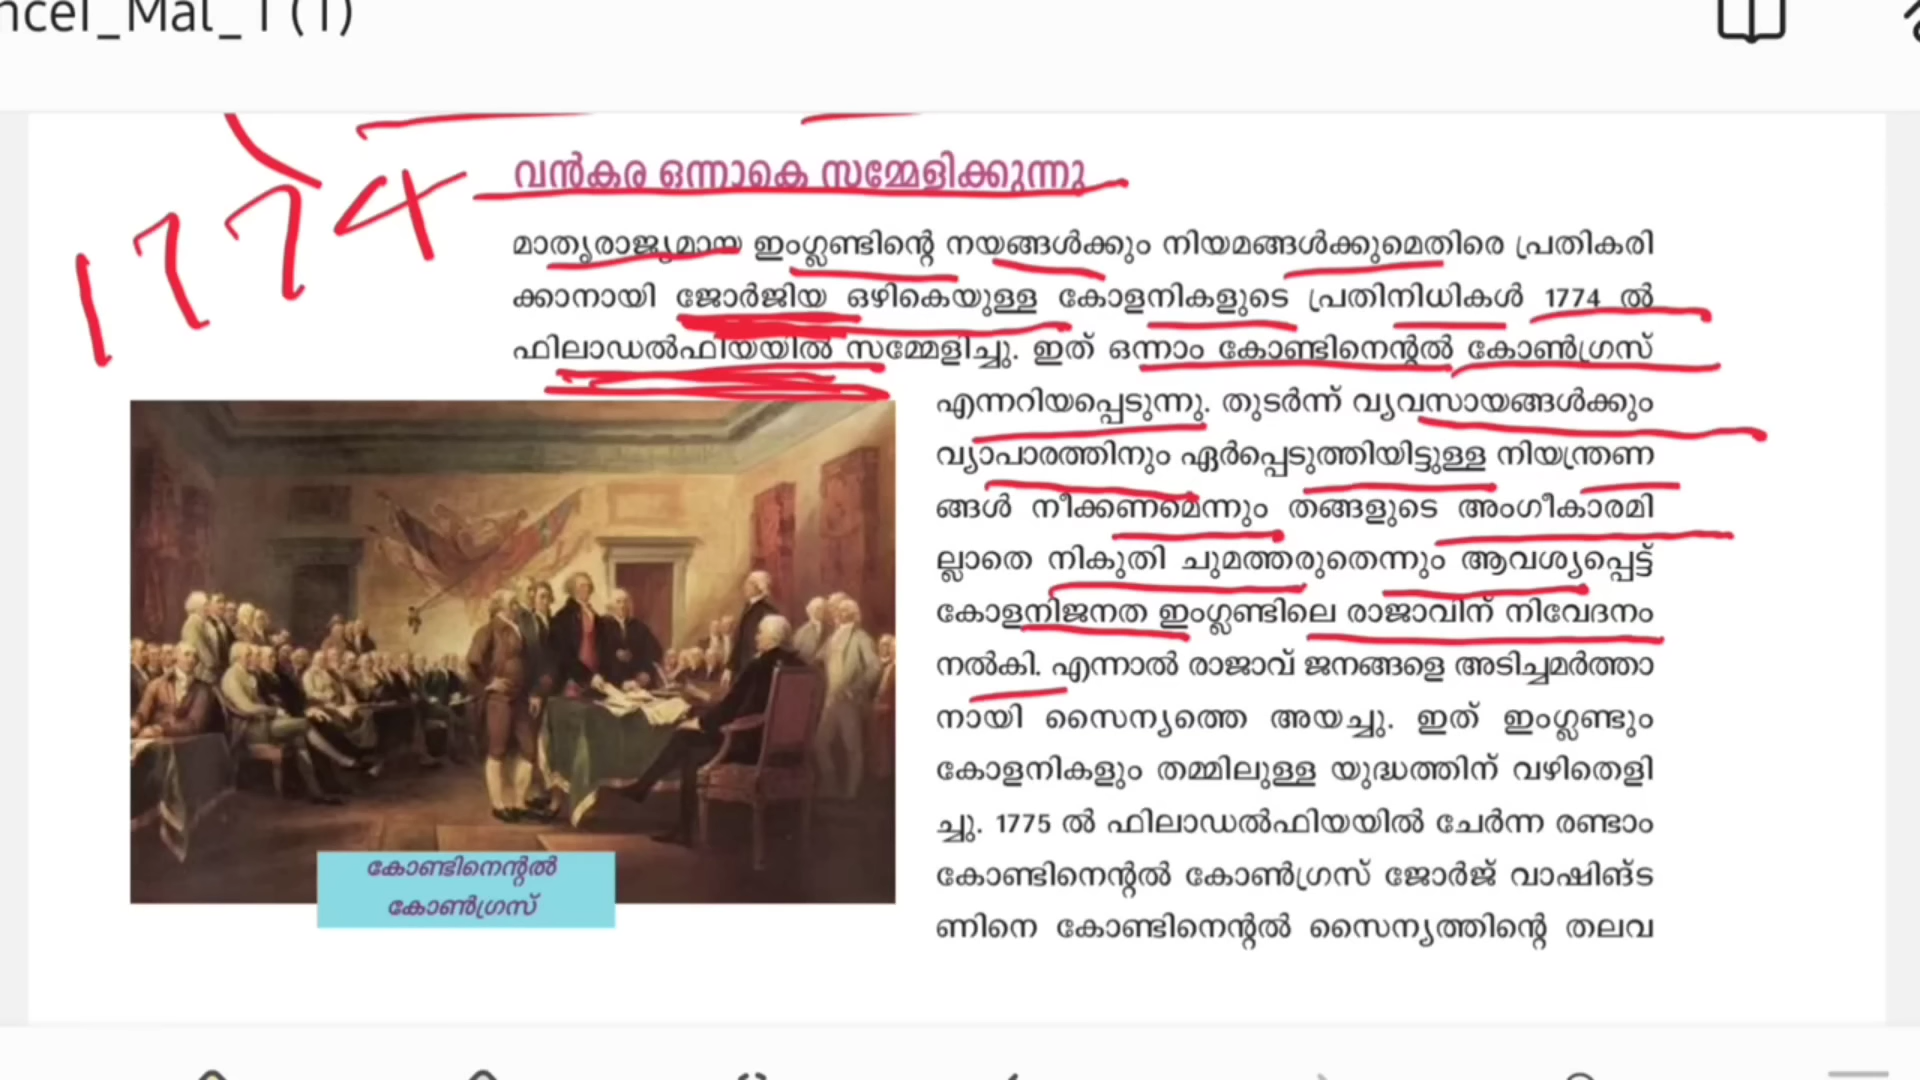 ncel_Mal_1 (1)
1774
വൻകര ഒന്നാകെ സമ്മേളിക്കുന്നു
മാതൃരാജ്യമായ ഇംഗ്ലണ്ടിന്റെ നയങ്ങൾക്കും നിയമങ്ങൾക്കുമെതിരെ പ്രതികരി
ക്കാനായി ജോർജിയ ഒഴികെയുള്ള കോളനികളുടെ പ്രതിനിധികൾ 1774 ൽ
ഫിലാഡൽഫിയയിൽ സമ്മേളിച്ചു. ഇത് ഒന്നാം കോണ്ടിനെന്റൽ കോൺഗ്രസ്
എന്നറിയപ്പെടുന്നു. തുടർന്ന് വ്യവസായങ്ങൾക്കും
വ്യാപാരത്തിനും ഏർപ്പെടുത്തിയിട്ടുള്ള നിയന്ത്രണ
ങ്ങൾ നീക്കണമെന്നും തങ്ങളുടെ അംഗീകാരമി
ല്ലാതെ നികുതി ചുമത്തരുതെന്നും ആവശ്യപ്പെട്ട്
കോളനിജനത ഇംഗ്ലണ്ടിലെ രാജാവിന് നിവേദനം
നൽകി. എന്നാൽ രാജാവ് ജനങ്ങളെ അടിച്ചമർത്താ
നായി സൈന്യത്തെ അയച്ചു. ഇത് ഇംഗ്ലണ്ടും
കോളനികളും തമ്മിലുള്ള യുദ്ധത്തിന് വഴിതെളി
ച്ചു. 1775 ൽ ഫിലാഡൽഫിയയിൽ ചേർന്ന രണ്ടാം
കോണ്ടിനെന്റൽ കോൺഗ്രസ് ജോർജ് വാഷിങ്ട
ണിനെ കോണ്ടിനെന്റൽ സൈന്യത്തിന്റെ തലവ
കോണ്ടിനെന്റൽ
കോൺഗ്രസ്